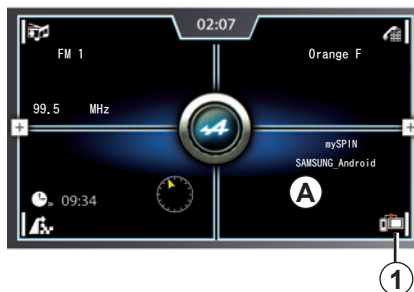 02:07
FM 1
Orange F
99.5 MHz
mySPIN
SAMSUNG_Android
A
09:34
1